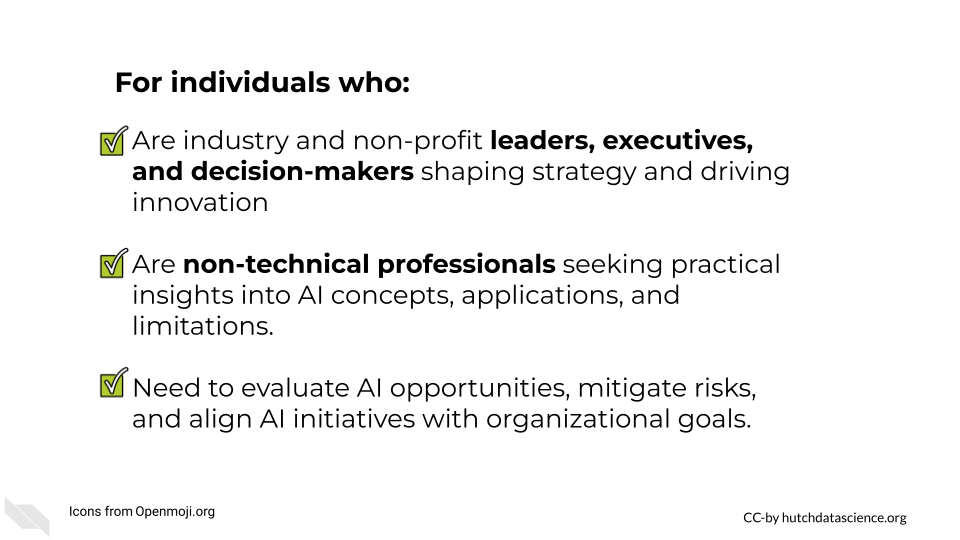 For individuals who:
Are industry and non-profit leaders, executives,
and decision-makers shaping strategy and driving
innovation
Are non-technical professionals seeking practical
insights into AI concepts, applications, and
limitations.
Need to evaluate AI opportunities, mitigate risks,
and align AI initiatives with organizational goals.
Icons from Openmoji.org
CC-by hutchdatascience.org